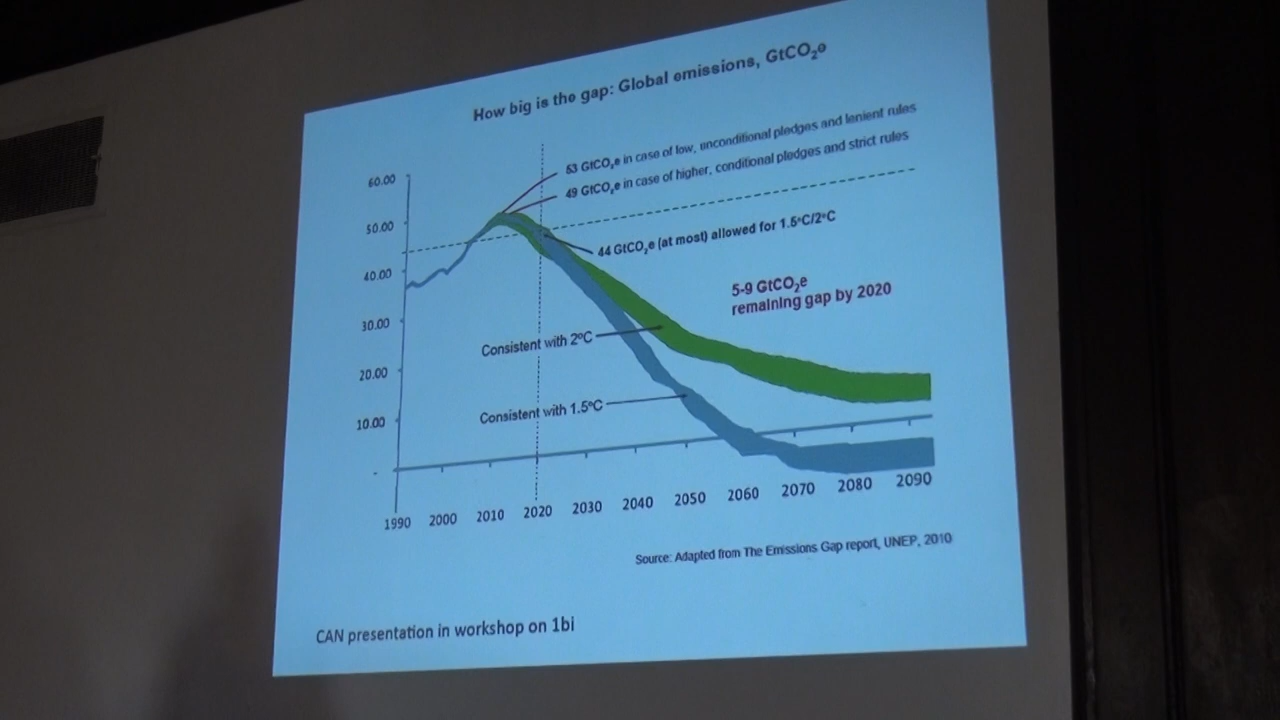 How big is the gap: Global emissions, GtCO₂e
53 GtCO₂e in case of low, unconditional pledges and lenient rules
49 GtCO₂e in case of higher, conditional pledges and strict rules
60.00
50.00
44 GtCO₂e (at most) allowed for 1.5ºC/2ºC
40.00
5-9 GtCO₂e
remaining gap by 2020
30.00
Consistent with 2ºC
20.00
Consistent with 1.5ºC
10.00
-
1990 2000 2010 2020 2030 2040 2050 2060 2070 2080 2090
Source: Adapted from The Emissions Gap report, UNEP, 2010
CAN presentation in workshop on 1bi